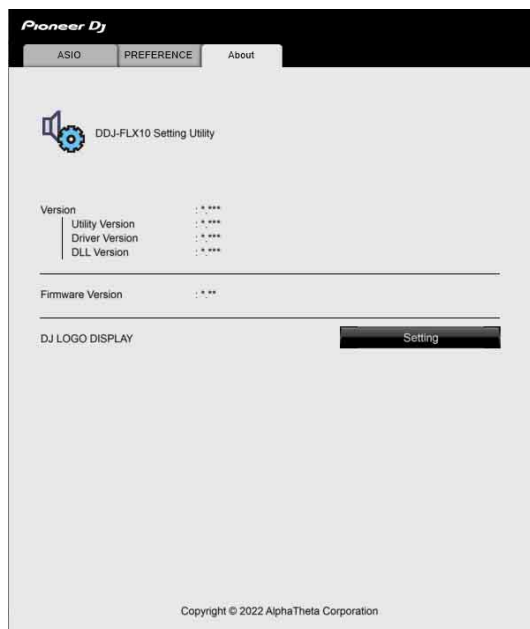 Pioneer Dj
ASIO PREFERENCE About
DDJ-FLX10 Setting Utility
Version : *.***
Utility Version : *.***
Driver Version : *.***
DLL Version : *.***
Firmware Version : *.**
DJ LOGO DISPLAY Setting
Copyright © 2022 AlphaTheta Corporation